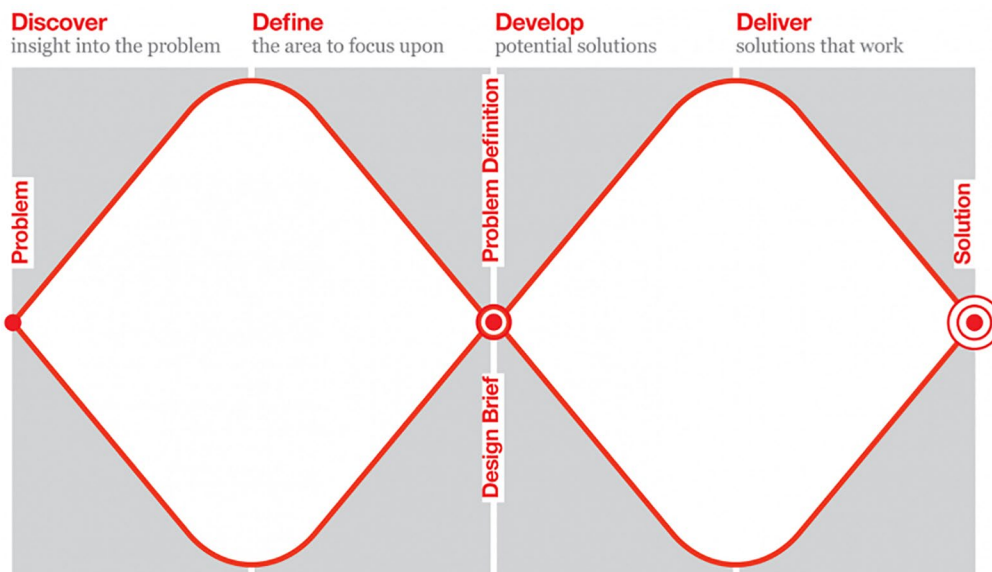 Discover
insight into the problem
Define
the area to focus upon
Develop
potential solutions
Deliver
solutions that work
Problem
Problem Definition
Design Brief
Solution